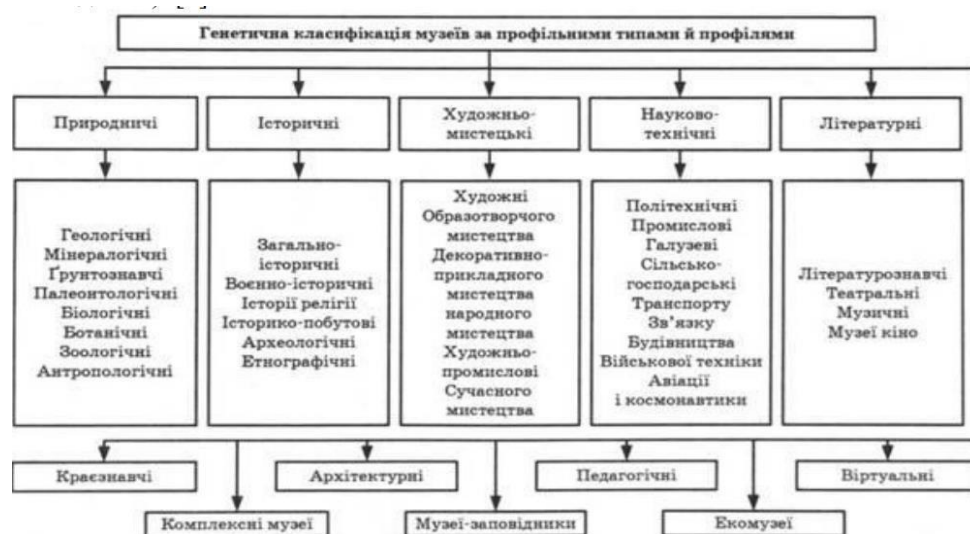 Генетична класифікація музеїв за профільними типами й профілями
Природничі
Історичні
Художньо-
мистецькі
Науково-
технічні
Літературні
Геологічні
Мінералогічні
Ґрунтознавчі
Палеонтологічні
Біологічні
Ботанічні
Зоологічні
Антропологічні
Загально-
історичні
Воєнно-історичні
Історії релігії
Історико-побутові
Археологічні
Етнографічні
Художні
Образотворчого
мистецтва
Декоративно-
прикладного
мистецтва
народного
мистецтва
Художньо-
промислові
Сучасного
мистецтва
Політехнічні
Промислові
Галузеві
Сільсько-
господарські
Транспорту
Зв'язку
Будівництва
Військової техніки
Авіації
і космонавтики
Літературознавчі
Театральні
Музичні
Музеї кіно
Краєзнавчі
Архітектурні
Педагогічні
Віртуальні
Комплексні музеї
Музеї-заповідники
Екомузеї